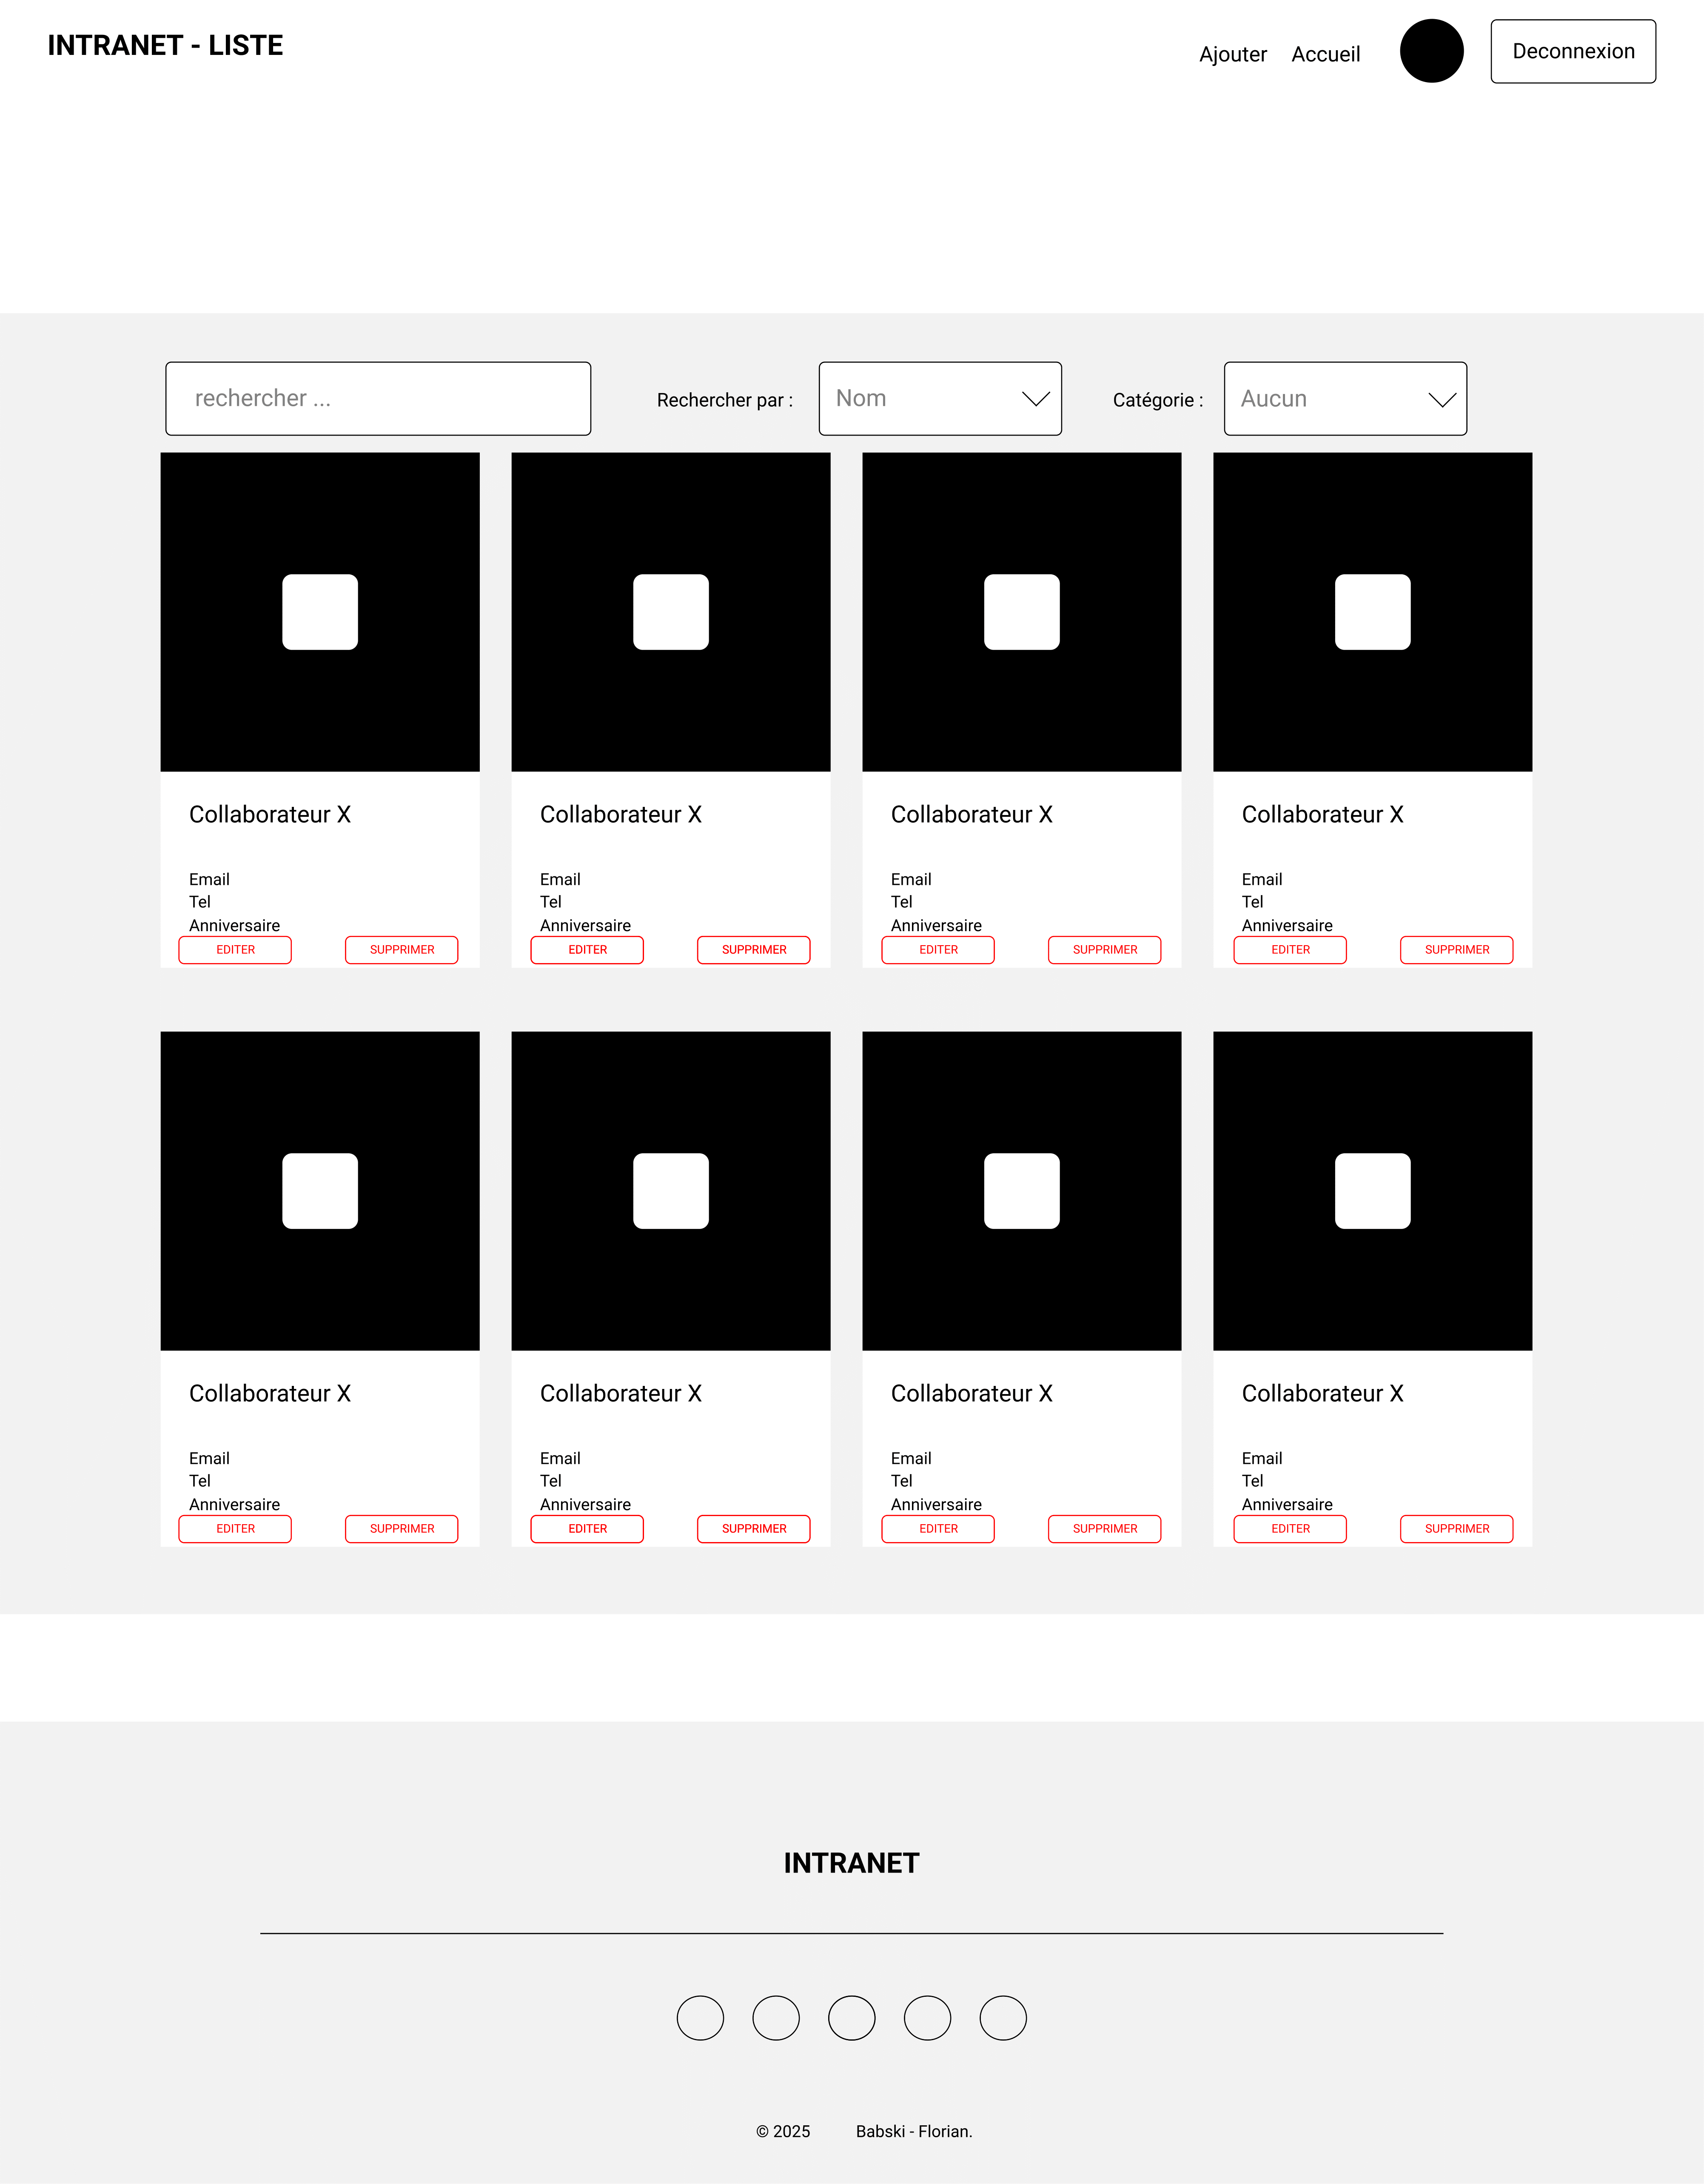 INTRANET - LISTE
Ajouter Accueil Deconnexion
rechercher ... Rechercher par : Nom Catégorie : Aucun
Collaborateur X Collaborateur X Collaborateur X Collaborateur X
Email Email Email Email
Tel Tel Tel Tel
Anniversaire Anniversaire Anniversaire Anniversaire
EDITER SUPPRIMER EDITER SUPPRIMER EDITER SUPPRIMER EDITER SUPPRIMER
Collaborateur X Collaborateur X Collaborateur X Collaborateur X
Email Email Email Email
Tel Tel Tel Tel
Anniversaire Anniversaire Anniversaire Anniversaire
EDITER SUPPRIMER EDITER SUPPRIMER EDITER SUPPRIMER EDITER SUPPRIMER
INTRANET
© 2025 Babski - Florian.